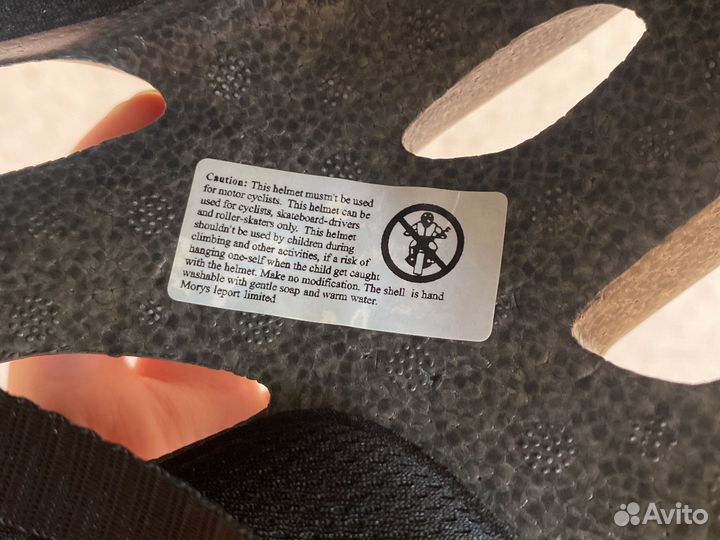 Caution: This helmet mustn't be used
for motor cyclists. This helmet can be
used for cyclists, skateboard-drivers
and roller-skaters only. This helmet
shouldn't be used by children during
climbing and other activities, if a risk of
hanging one-self when the child get caught
with the helmet. Make no modification. The shell is hand
washable with gentle soap and warm water.
Morys leport limited
Avito